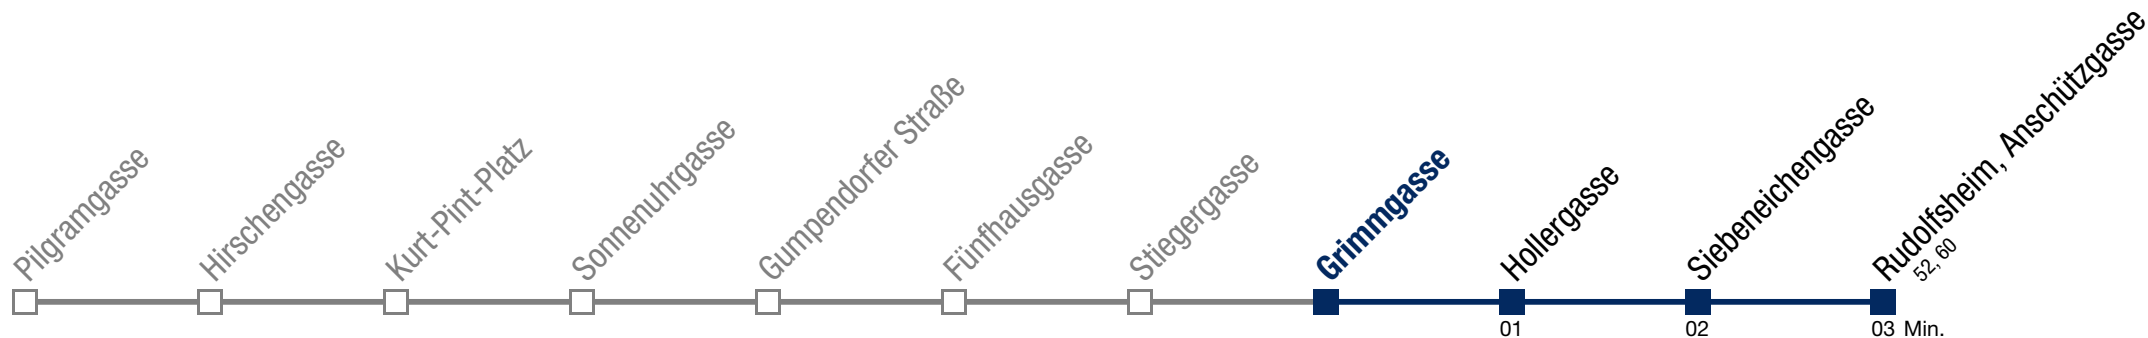 Pilgramgasse
Hirschengasse
Kurt-Pint-Platz
Sonnenuhrgasse
Gumpendorfer Straße
Fünfhausgasse
Stiegergasse
Grimmgasse
Hollergasse
Siebeneichengasse
Rudolfsheim, Anschützgasse
52, 60
01 02 03 Min.